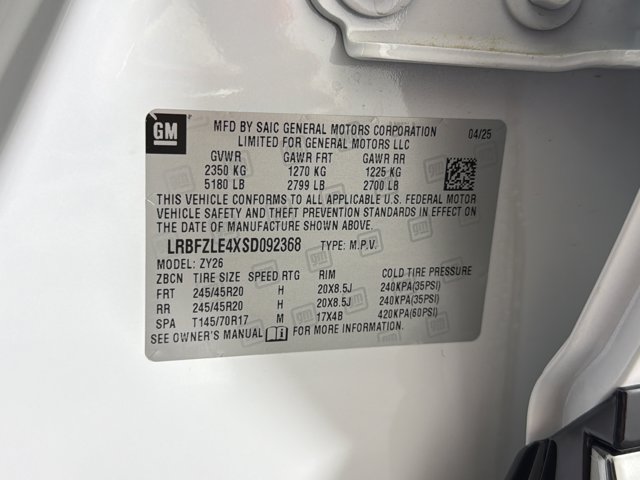 GM
MFD BY SAIC GENERAL MOTORS CORPORATION 04/25
LIMITED FOR GENERAL MOTORS LLC
GVWR GAWR FRT GAWR RR
2350 KG 1270 KG 1225 KG
5180 LB 2799 LB 2700 LB
THIS VEHICLE CONFORMS TO ALL APPLICABLE U.S. FEDERAL MOTOR
VEHICLE SAFETY AND THEFT PREVENTION STANDARDS IN EFFECT ON
THE DATE OF MANUFACTURE SHOWN ABOVE.
LRBFZLE4XSD092368 TYPE: M.P.V.
MODEL: ZY26
ZBCN TIRE SIZE SPEED RTG RIM COLD TIRE PRESSURE
FRT 245/45R20 H 20X8.5J 240KPA(35PSI)
RR 245/45R20 H 20X8.5J 240KPA(35PSI)
SPA T145/70R17 M 17X4B 420KPA(60PSI)
SEE OWNER'S MANUAL FOR MORE INFORMATION.